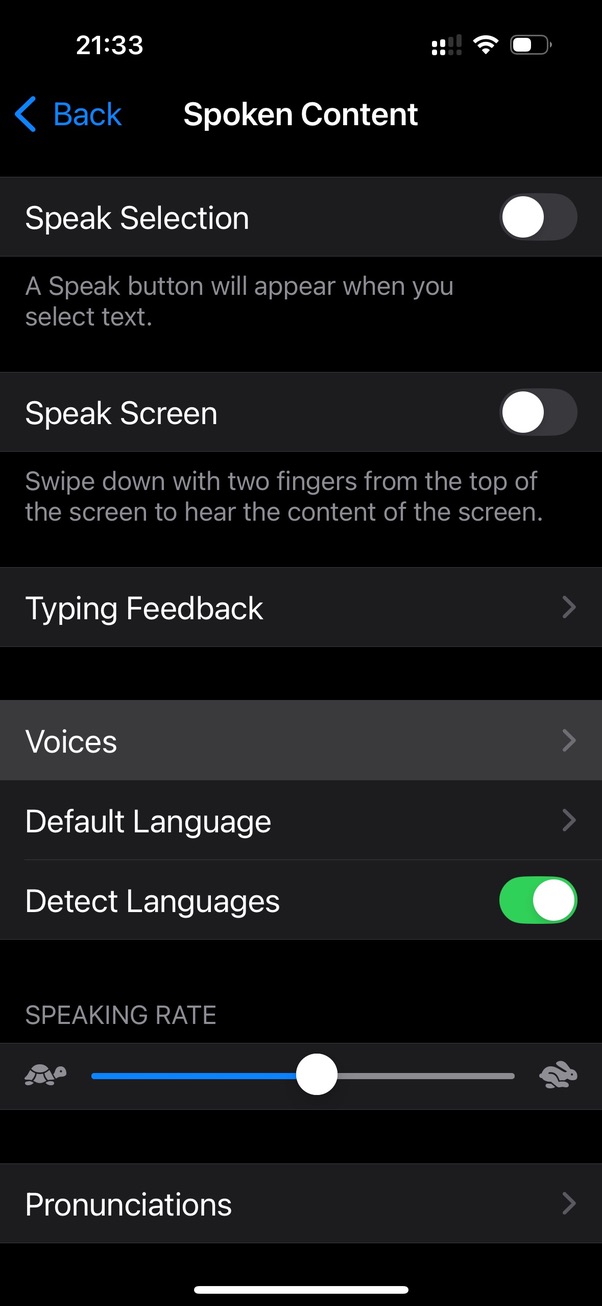 21:33
Back
Spoken Content
Speak Selection
A Speak button will appear when you
select text.
Speak Screen
Swipe down with two fingers from the top of
the screen to hear the content of the screen.
Typing Feedback
Voices
Default Language
Detect Languages
SPEAKING RATE
Pronunciations